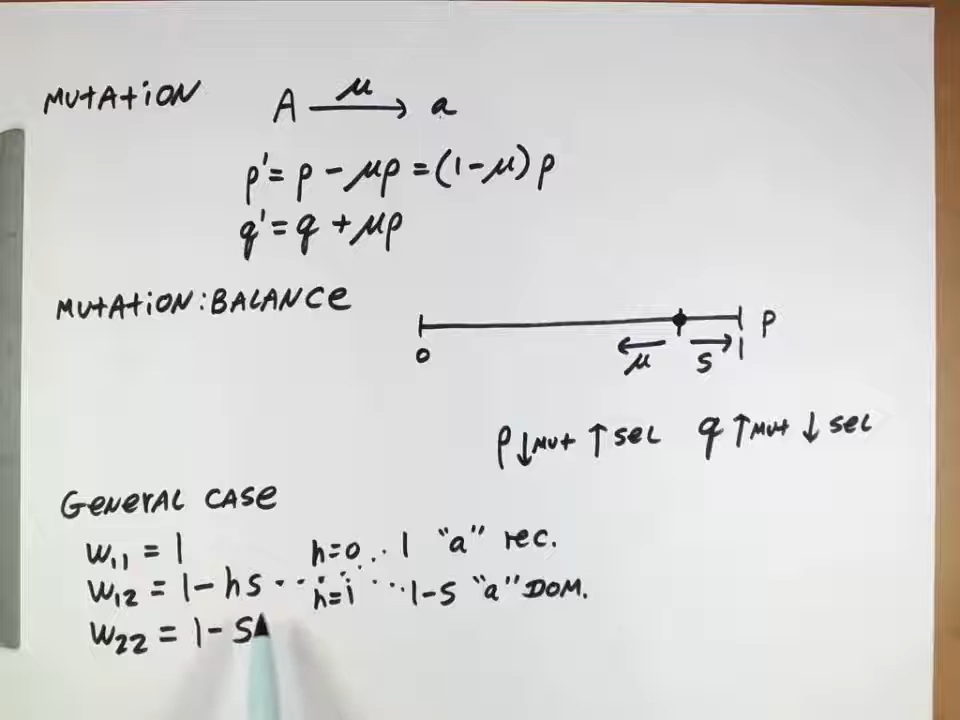 MUTATION A →μ a
p' = p - μp = (1-μ) p
q' = q + μp
MUTATION: BALANCE
0 μ S 1 P
p ↓ MUT ↑ SEL q ↑ MUT ↓ SEL
GENERAL CASE
W₁₁ = 1 h=0 .. 1 "a" rec.
W₁₂ = 1 - hs .. h=1 ... 1-S "a" DOM.
W₂₂ = 1 - S